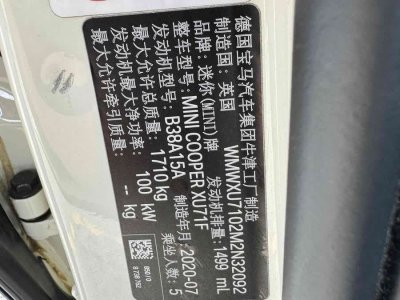 德国宝马汽车集团牛津工厂制造
制造国：英国 WMWXU7102M2N32092
品牌：迷你(MINI)牌 发动机排量：1499 mL
整车型号：MINI COOPER XU71F
发动机型号：B38A15A 制造年月：2020-07
最大允许总质量：1710 kg 乘坐人数：5
发动机最大净功率：100 kW
最大允许牵引质量：-- kg